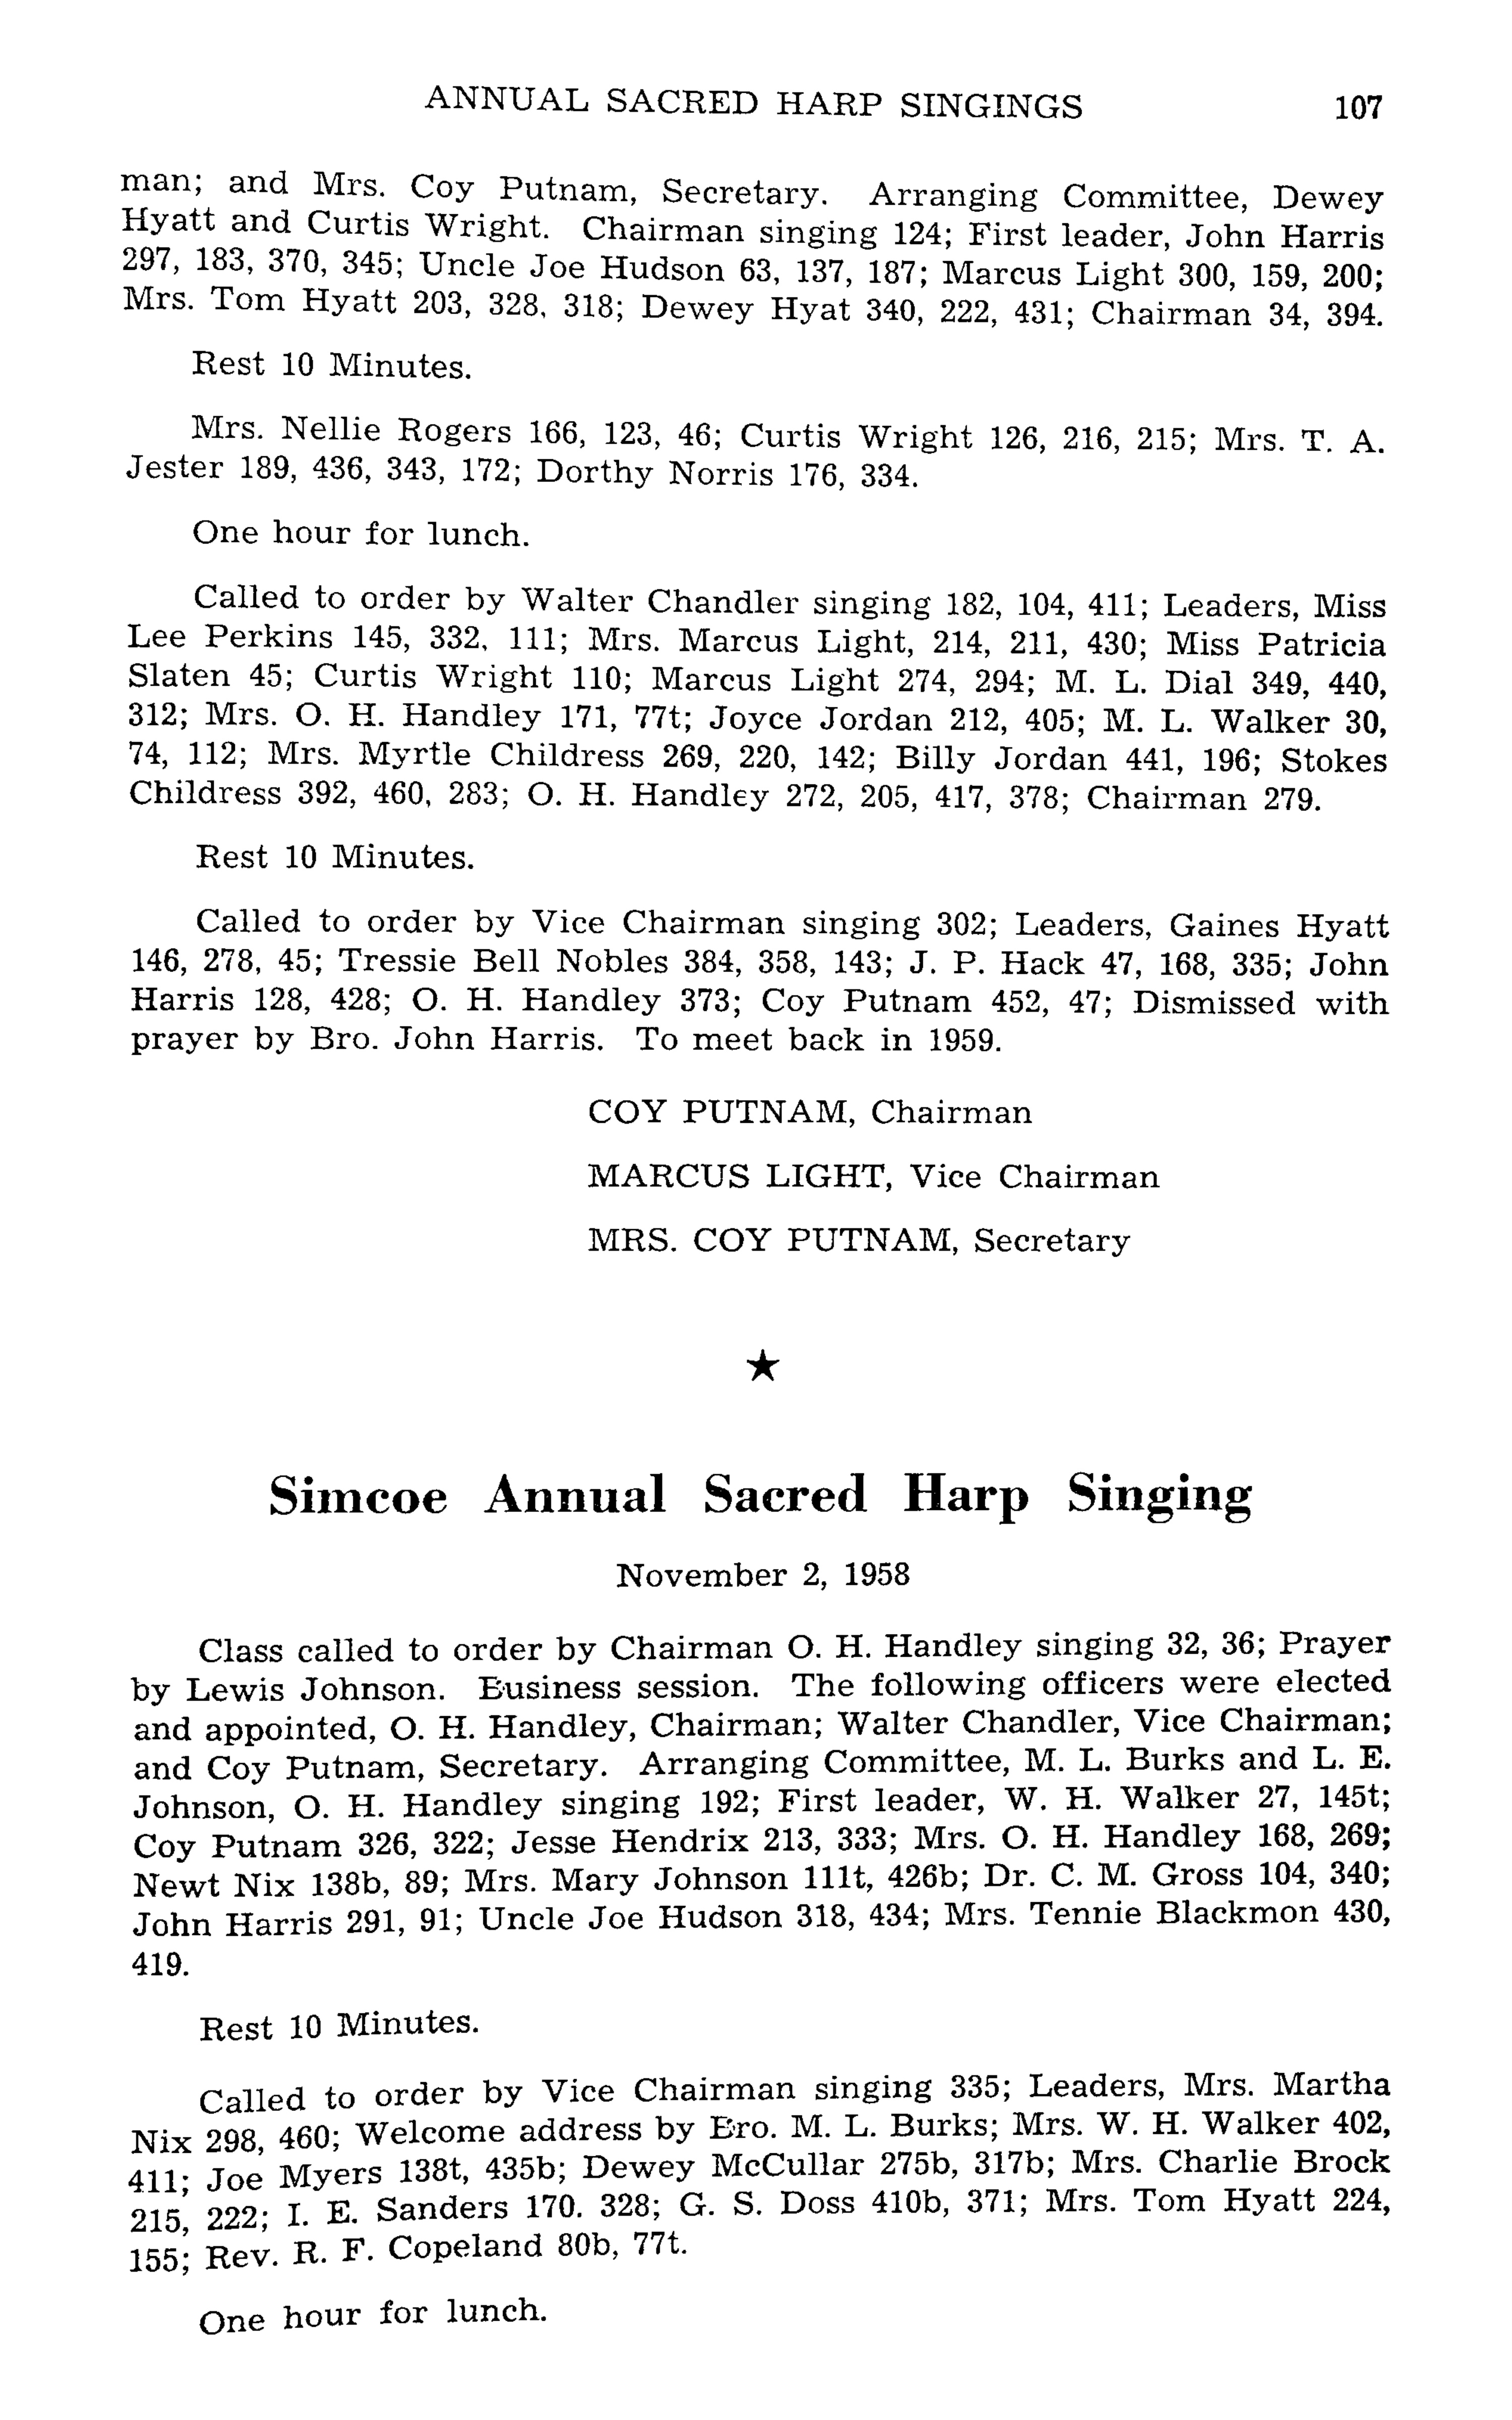 ANNUAL SACRED HARP SINGINGS 107
man; and Mrs. Coy Putnam, Secretary. Arranging Committee, Dewey
Hyatt and Curtis Wright. Chairman singing 124; First leader, John Harris
297, 183, 370, 345; Uncle Joe Hudson 63, 137, 187; Marcus Light 300, 159, 200;
Mrs. Tom Hyatt 203, 328, 318; Dewey Hyat 340, 222, 431; Chairman 34, 394.
Rest 10 Minutes.
Mrs. Nellie Rogers 166, 123, 46; Curtis Wright 126, 216, 215; Mrs. T. A.
Jester 189, 436, 343, 172; Dorthy Norris 176, 334.
One hour for lunch.
Called to order by Walter Chandler singing 182, 104, 411; Leaders, Miss
Lee Perkins 145, 332, 111; Mrs. Marcus Light, 214, 211, 430; Miss Patricia
Slaten 45; Curtis Wright 110; Marcus Light 274, 294; M. L. Dial 349, 440,
312; Mrs. O. H. Handley 171, 77t; Joyce Jordan 212, 405; M. L. Walker 30,
74, 112; Mrs. Myrtle Childress 269, 220, 142; Billy Jordan 441, 196; Stokes
Childress 392, 460, 283; O. H. Handley 272, 205, 417, 378; Chairman 279.
Rest 10 Minutes.
Called to order by Vice Chairman singing 302; Leaders, Gaines Hyatt
146, 278, 45; Tressie Bell Nobles 384, 358, 143; J. P. Hack 47, 168, 335; John
Harris 128, 428; O. H. Handley 373; Coy Putnam 452, 47; Dismissed with
prayer by Bro. John Harris. To meet back in 1959.
COY PUTNAM, Chairman
MARCUS LIGHT, Vice Chairman
MRS. COY PUTNAM, Secretary
★
Simcoe Annual Sacred Harp Singing
November 2, 1958
Class called to order by Chairman O. H. Handley singing 32, 36; Prayer
by Lewis Johnson. Business session. The following officers were elected
and appointed, O. H. Handley, Chairman; Walter Chandler, Vice Chairman;
and Coy Putnam, Secretary. Arranging Committee, M. L. Burks and L. E.
Johnson, O. H. Handley singing 192; First leader, W. H. Walker 27, 145t;
Coy Putnam 326, 322; Jesse Hendrix 213, 333; Mrs. O. H. Handley 168, 269;
Newt Nix 138b, 89; Mrs. Mary Johnson 111t, 426b; Dr. C. M. Gross 104, 340;
John Harris 291, 91; Uncle Joe Hudson 318, 434; Mrs. Tennie Blackmon 430,
419.
Rest 10 Minutes.
Called to order by Vice Chairman singing 335; Leaders, Mrs. Martha
Nix 298, 460; Welcome address by Bro. M. L. Burks; Mrs. W. H. Walker 402,
411; Joe Myers 138t, 435b; Dewey McCullar 275b, 317b; Mrs. Charlie Brock
215, 222; I. E. Sanders 170. 328; G. S. Doss 410b, 371; Mrs. Tom Hyatt 224,
155; Rev. R. F. Copeland 80b, 77t.
One hour for lunch.